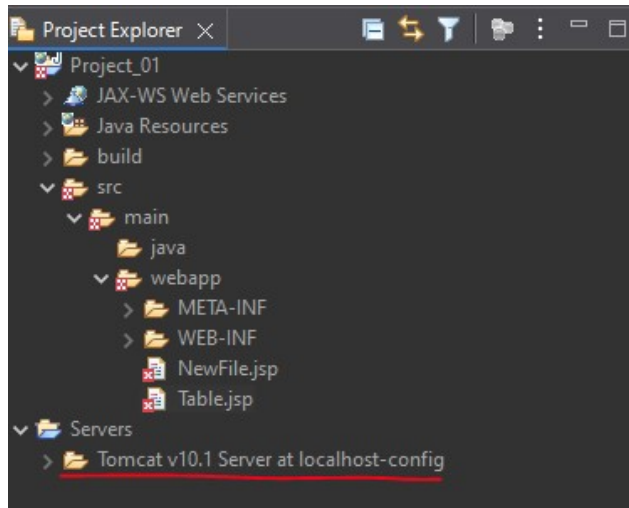 Project Explorer
Project_01
JAX-WS Web Services
Java Resources
build
src
main
java
webapp
META-INF
WEB-INF
NewFile.jsp
Table.jsp
Servers
Tomcat v10.1 Server at localhost-config